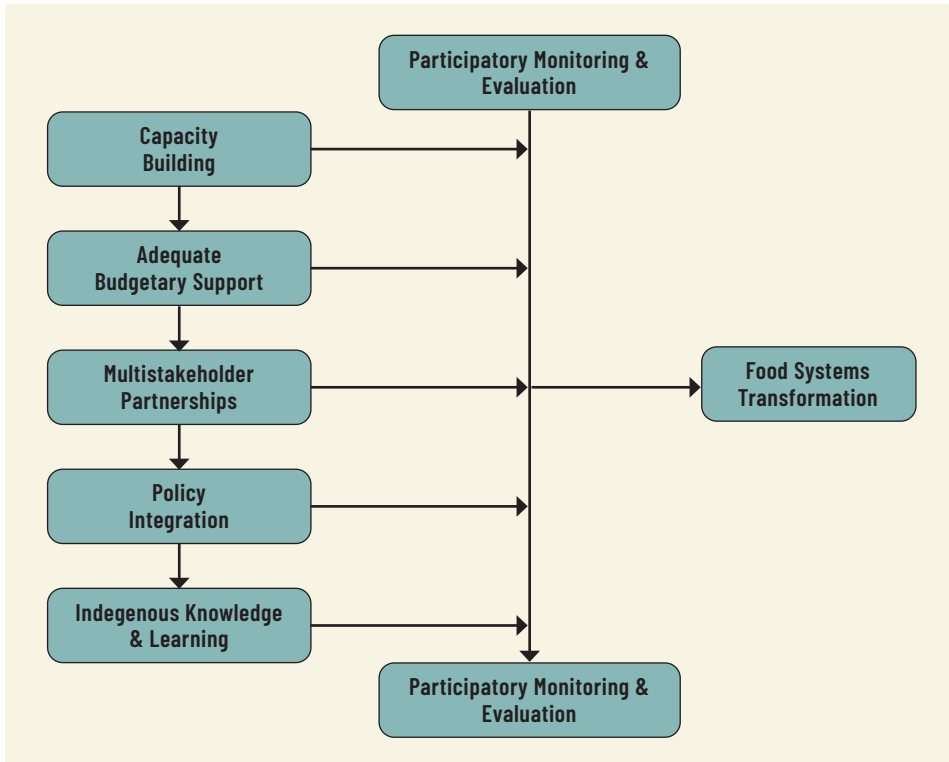 Participatory Monitoring &
Evaluation
Capacity
Building
Adequate
Budgetary Support
Multistakeholder
Partnerships
Food Systems
Transformation
Policy
Integration
Indegenous Knowledge
& Learning
Participatory Monitoring &
Evaluation